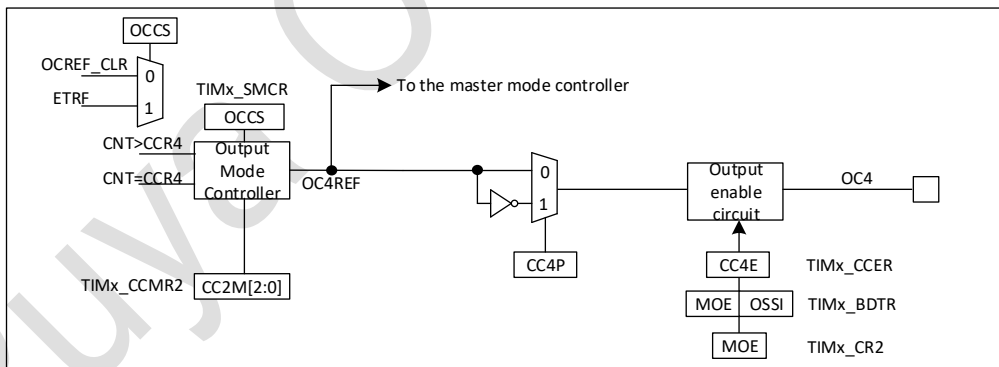 OCCS
OCREF_CLR
0
ETRF
1
TIMx_SMCR
OCCS
To the master mode controller
CNT>CCR4
CNT=CCR4
Output
Mode
Controller
OC4REF
0
1
CC4P
Output
enable
circuit
OC4
TIMx_CCMR2
CC2M[2:0]
CC4E
TIMx_CCER
MOE
OSSI
TIMx_BDTR
MOE
TIMx_CR2